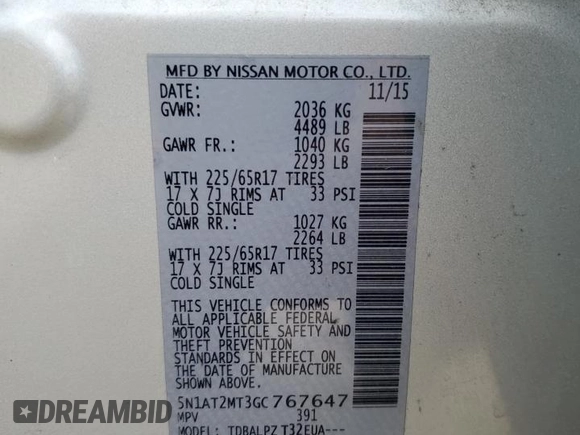 MFD BY NISSAN MOTOR CO., LTD.
DATE: 11/15
GVWR: 2036 KG
4489 LB
GAWR FR.: 1040 KG
2293 LB
WITH 225/65R17 TIRES
17 X 7J RIMS AT 33 PSI
COLD SINGLE
GAWR RR.: 1027 KG
2264 LB
WITH 225/65R17 TIRES
17 X 7J RIMS AT 33 PSI
COLD SINGLE
THIS VEHICLE CONFORMS TO
ALL APPLICABLE FEDERAL
MOTOR VEHICLE SAFETY AND
THEFT PREVENTION
STANDARDS IN EFFECT ON
THE DATE OF MANUFACTURE
SHOWN ABOVE.
5N1AT2MT3GC767647
MPV 391
MODEL: TDBALPZ T32EUA---
EPICBIDDER